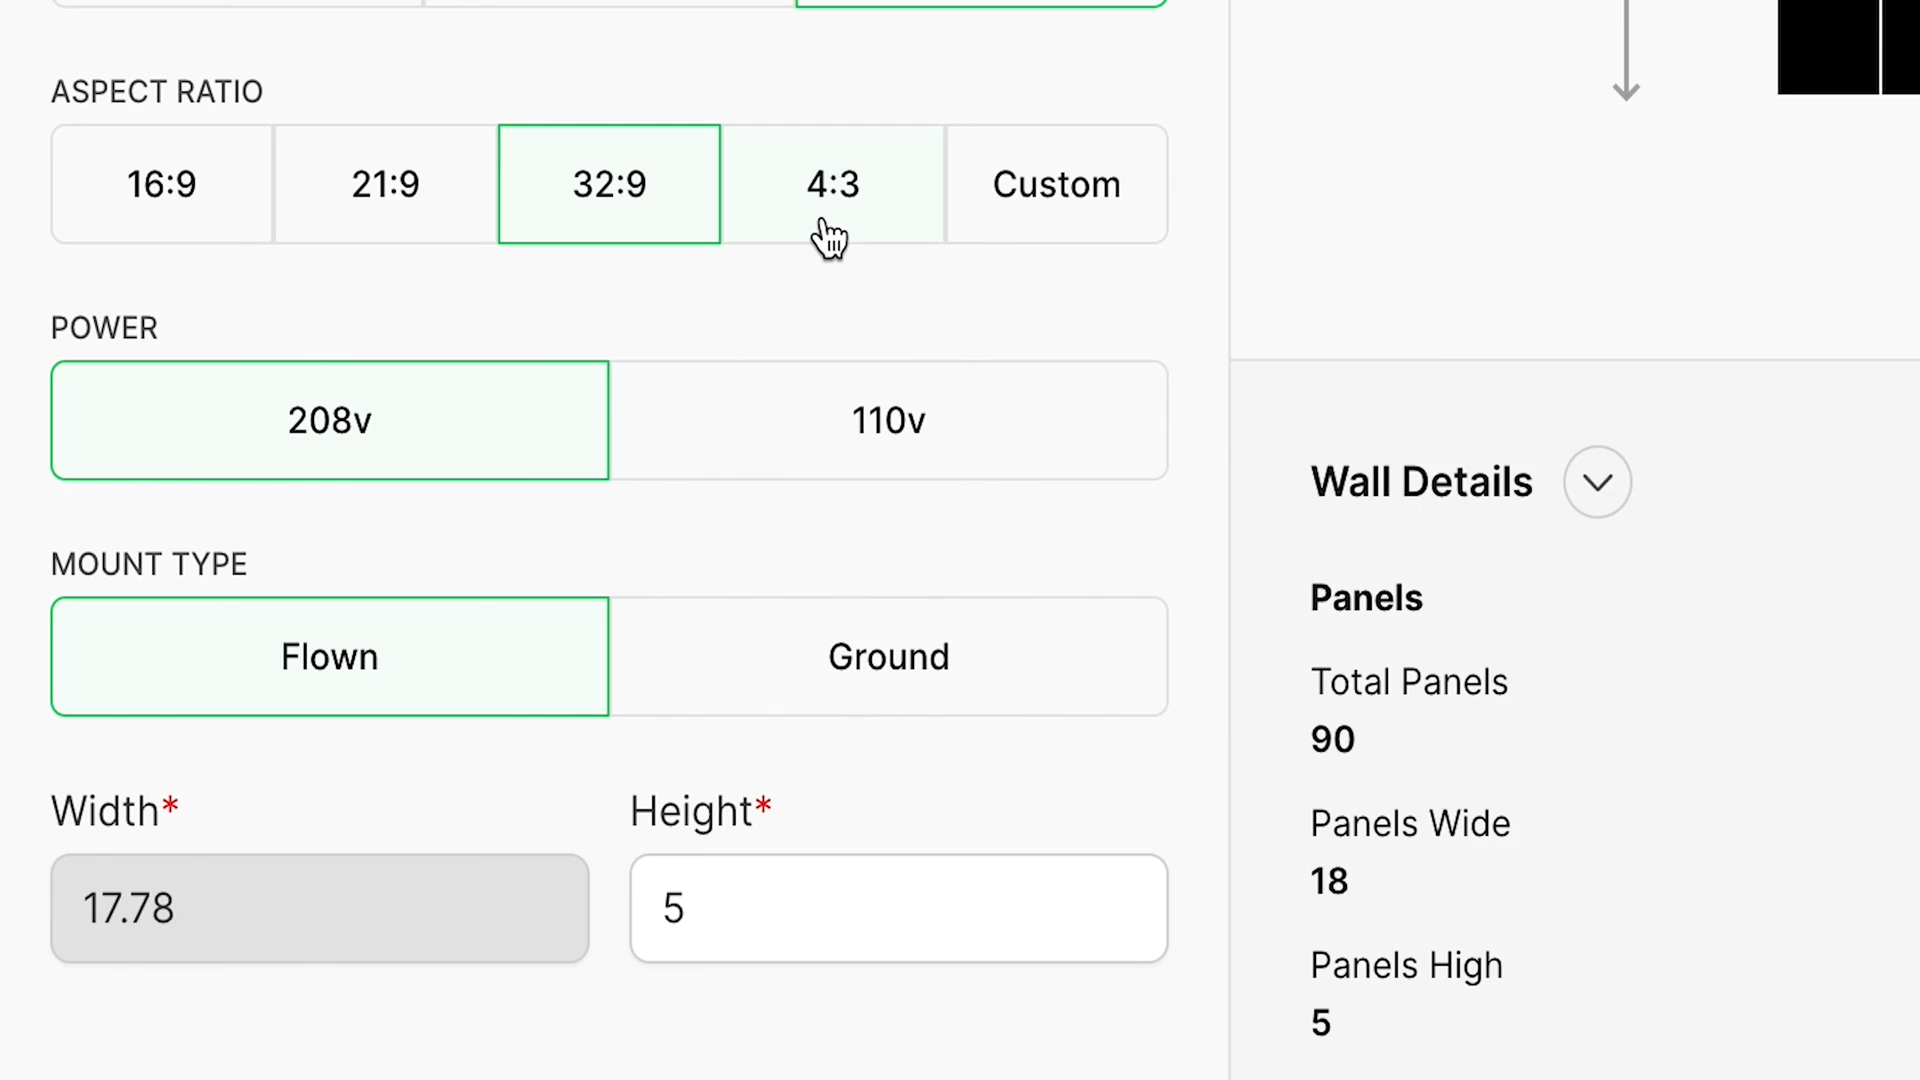 ASPECT RATIO
16:9 21:9 32:9 4:3 Custom
POWER
208v 110v
MOUNT TYPE
Flown Ground
Width* Height*
17.78 5
Wall Details
Panels
Total Panels
90
Panels Wide
18
Panels High
5